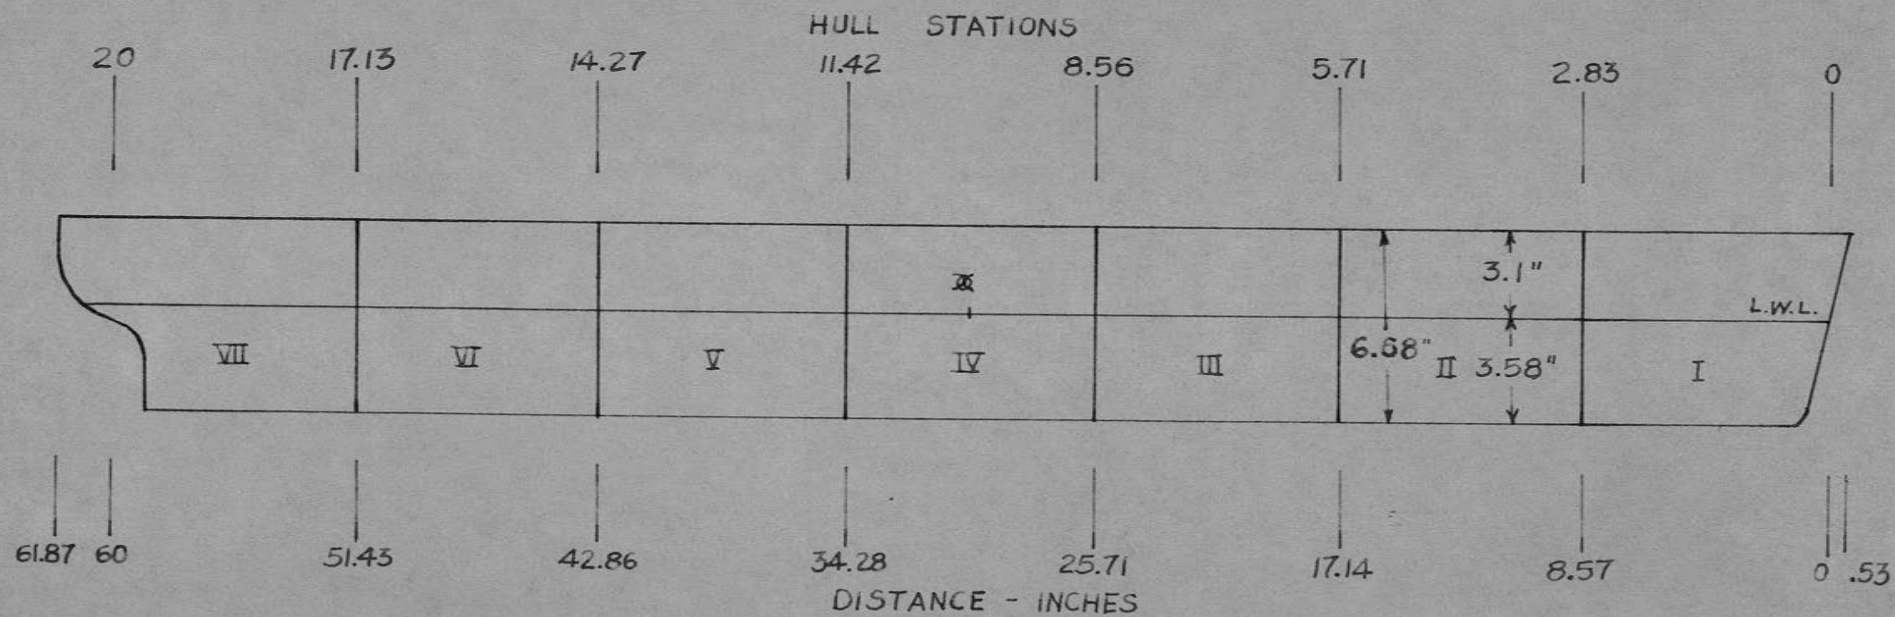 HULL STATIONS
20 17.13 14.27 11.42 8.56 5.71 2.83 0
3.1"
L.W.L.
VII VI V IV III 6.68" II 3.58" I
61.87 60 51.43 42.86 34.28 25.71 17.14 8.57 0 .53
DISTANCE - INCHES